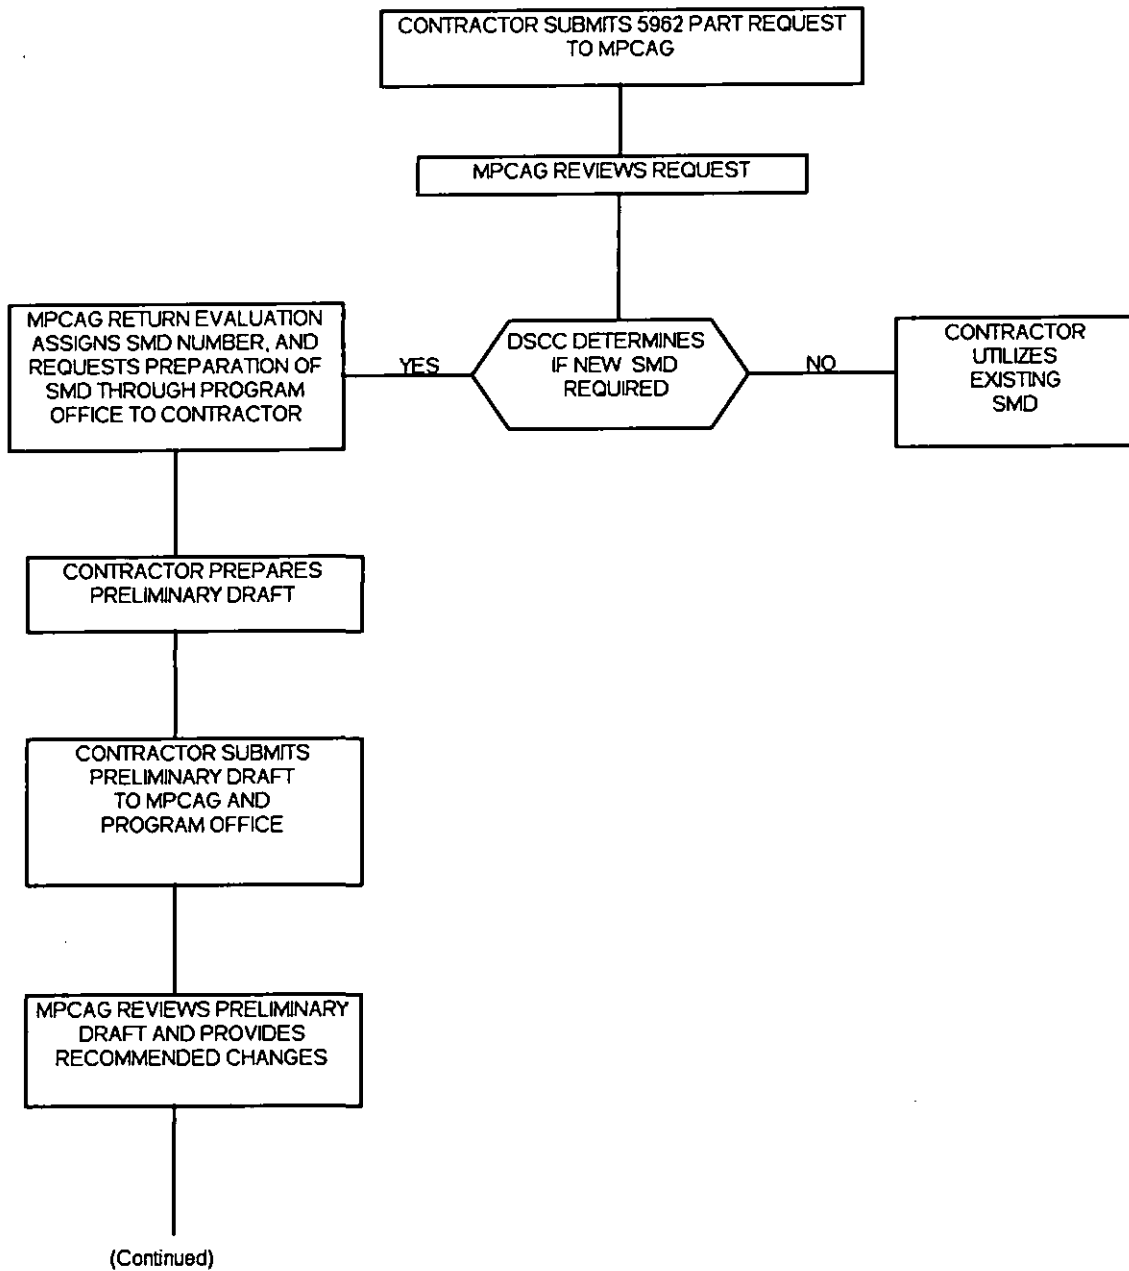 CONTRACTOR SUBMITS 5962 PART REQUEST
TO MPCAG
MPCAG REVIEWS REQUEST
MPCAG RETURN EVALUATION
ASSIGNS SMD NUMBER, AND
REQUESTS PREPARATION OF
SMD THROUGH PROGRAM
OFFICE TO CONTRACTOR
YES
DSCC DETERMINES
IF NEW SMD
REQUIRED
NO
CONTRACTOR
UTILIZES
EXISTING
SMD
CONTRACTOR PREPARES
PRELIMINARY DRAFT
CONTRACTOR SUBMITS
PRELIMINARY DRAFT
TO MPCAG AND
PROGRAM OFFICE
MPCAG REVIEWS PRELIMINARY
DRAFT AND PROVIDES
RECOMMENDED CHANGES
(Continued)